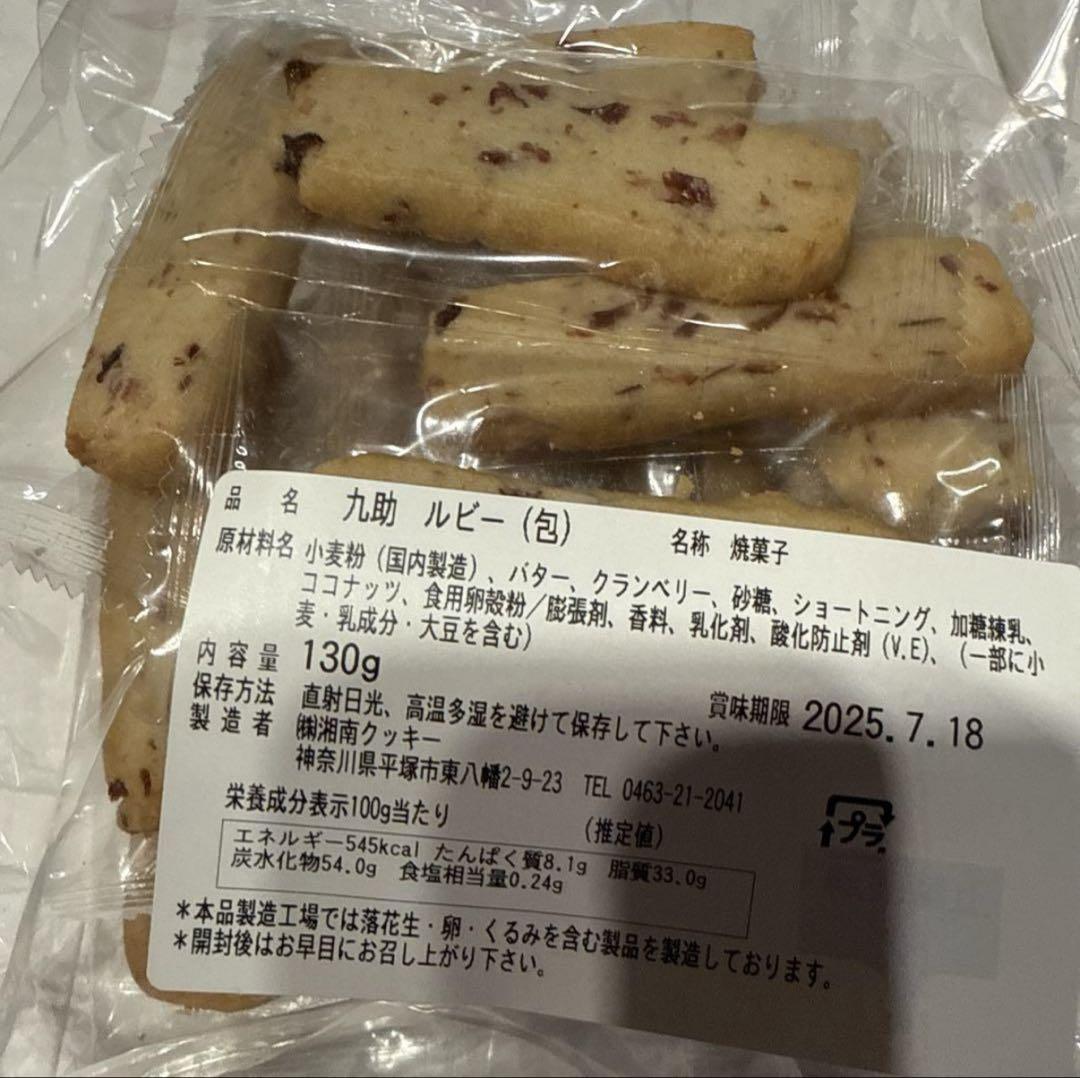 品名 九助 ルビー（包） 名称 焼菓子
原材料名 小麦粉（国内製造）、バター、クランベリー、砂糖、ショートニング、加糖練乳、
ココナッツ、食用卵殻粉／膨張剤、香料、乳化剤、酸化防止剤（V.E）、（一部に小
麦・乳成分・大豆を含む）
内容量 130g
賞味期限 2025.7.18
保存方法 直射日光、高温多湿を避けて保存して下さい。
製造者 ㈱湘南クッキー
神奈川県平塚市東八幡2-9-23 TEL 0463-21-2041
栄養成分表示100g当たり （推定値）
エネルギー545kcal たんぱく質8.1g 脂質33.0g
炭水化物54.0g 食塩相当量0.24g
プラ
＊本品製造工場では落花生・卵・くるみを含む製品を製造しております。
＊開封後はお早目にお召し上がり下さい。